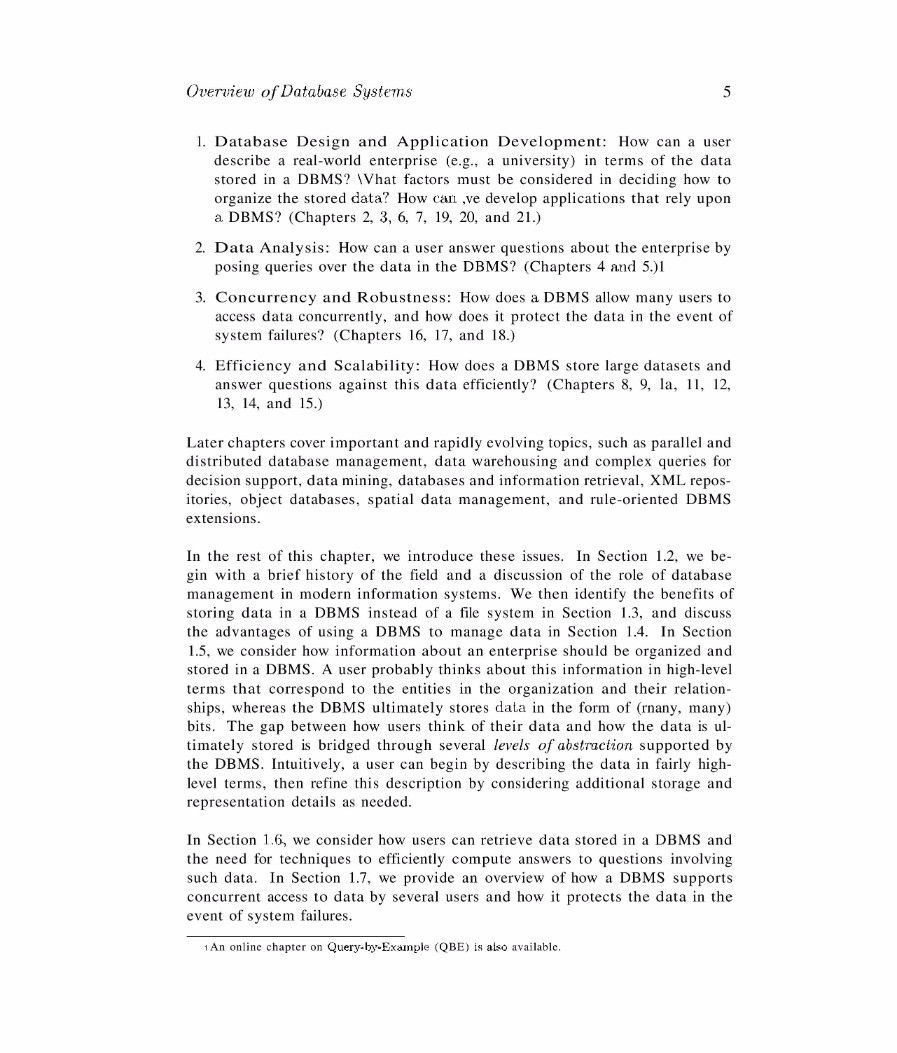 Overview of Database Systems 5
1. Database Design and Application Development: How can a user
describe a real-world enterprise (e.g., a university) in terms of the data
stored in a DBMS? \Vhat factors must be considered in deciding how to
organize the stored data? How can ,ve develop applications that rely upon
a DBMS? (Chapters 2, 3, 6, 7, 19, 20, and 21.)
2. Data Analysis: How can a user answer questions about the enterprise by
posing queries over the data in the DBMS? (Chapters 4 and 5.)1
3. Concurrency and Robustness: How does a DBMS allow many users to
access data concurrently, and how does it protect the data in the event of
system failures? (Chapters 16, 17, and 18.)
4. Efficiency and Scalability: How does a DBMS store large datasets and
answer questions against this data efficiently? (Chapters 8, 9, la, 11, 12,
13, 14, and 15.)
Later chapters cover important and rapidly evolving topics, such as parallel and
distributed database management, data warehousing and complex queries for
decision support, data mining, databases and information retrieval, XML repos-
itories, object databases, spatial data management, and rule-oriented DBMS
extensions.
In the rest of this chapter, we introduce these issues. In Section 1.2, we be-
gin with a brief history of the field and a discussion of the role of database
management in modern information systems. We then identify the benefits of
storing data in a DBMS instead of a file system in Section 1.3, and discuss
the advantages of using a DBMS to manage data in Section 1.4. In Section
1.5, we consider how information about an enterprise should be organized and
stored in a DBMS. A user probably thinks about this information in high-level
terms that correspond to the entities in the organization and their relation-
ships, whereas the DBMS ultimately stores data in the form of (rnany, many)
bits. The gap between how users think of their data and how the data is ul-
timately stored is bridged through several levels of abstraction supported by
the DBMS. Intuitively, a user can begin by describing the data in fairly high-
level terms, then refine this description by considering additional storage and
representation details as needed.
In Section 1.6, we consider how users can retrieve data stored in a DBMS and
the need for techniques to efficiently compute answers to questions involving
such data. In Section 1.7, we provide an overview of how a DBMS supports
concurrent access to data by several users and how it protects the data in the
event of system failures.
1An online chapter on Query-by-Example (QBE) is also available.